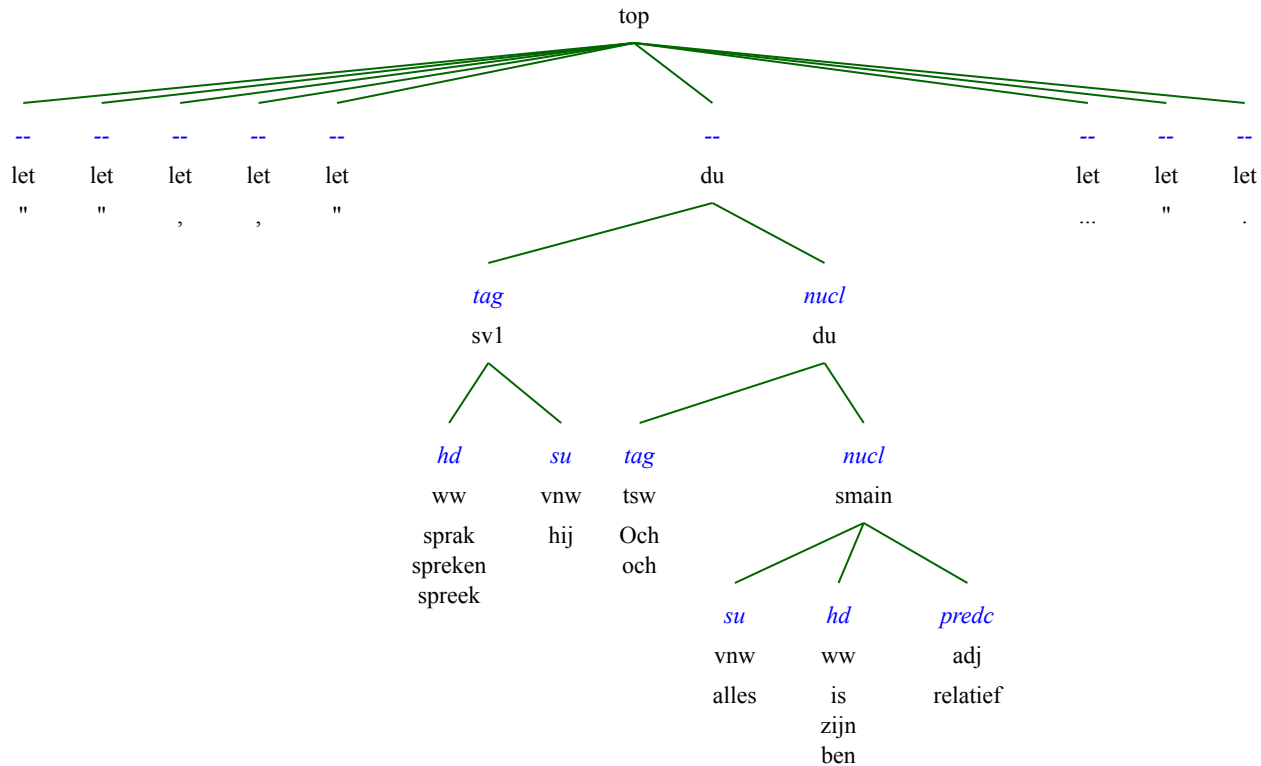 top
-- -- -- -- -- -- -- -- --
let let let let let du let let let
" " , , " ... " .
tag nucl
sv1 du
hd su tag nucl
ww vnw tsw smain
sprak hij Och
spreken och
spreek
su hd predc
vnw ww adj
alles is relatief
zijn
ben